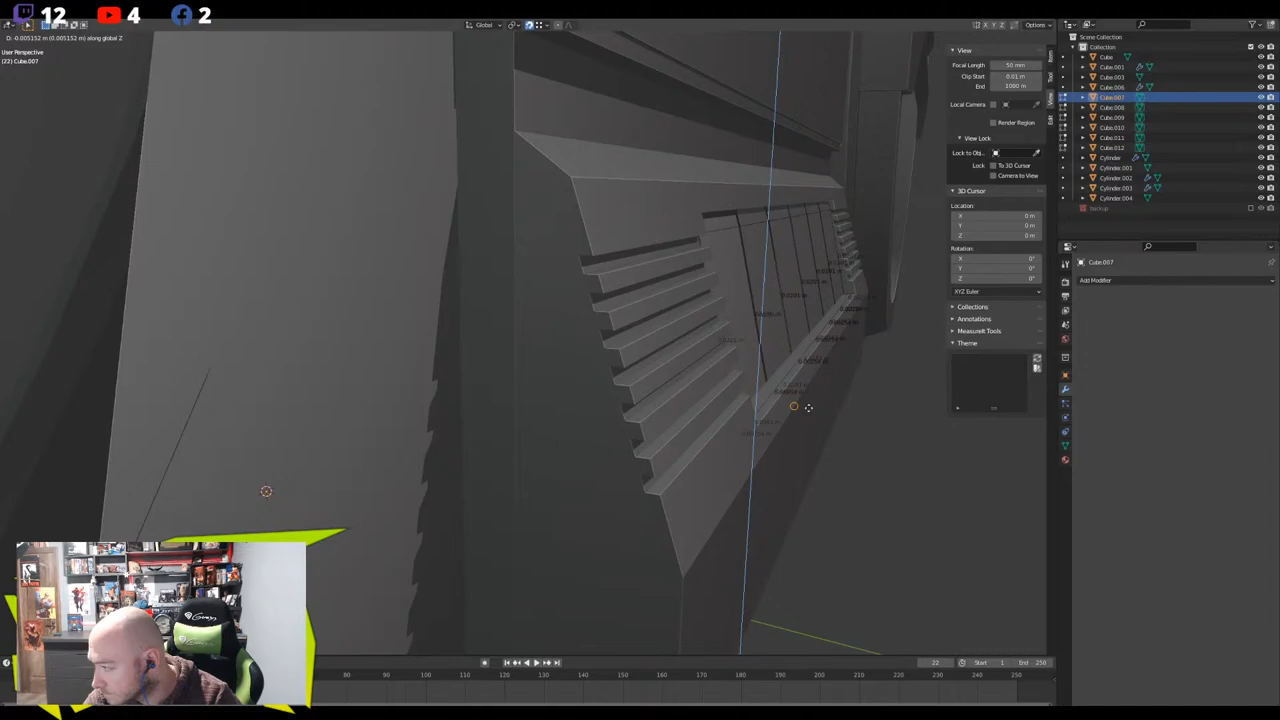 12 4 2
Global
Options
D: -0.005152 m (0.005152 m) along global Z
User Perspective
(22) Cube.007
View
Focal Length 50 mm
Clip Start 0.01 m
End 1000 m
Local Camera
Render Region
View Lock
Lock to Obj...
Lock To 3D Cursor
Camera to View
3D Cursor
Location:
X 0 m
Y 0 m
Z 0 m
Rotation:
X 0°
Y 0°
Z 0°
XYZ Euler
Collections
Annotations
MeasureIt Tools
Theme
Item
Tool
View
Edit
Scene Collection
Collection
Cube
Cube.001
Cube.003
Cube.006
Cube.007
Cube.008
Cube.009
Cube.010
Cube.011
Cube.012
Cylinder
Cylinder.001
Cylinder.002
Cylinder.003
Cylinder.004
backup
Cube.007
Add Modifier
22 Start 1 End 250
80 90 100 110 120 130 140 150 160 170 180 190 200 210 220 230 240 250